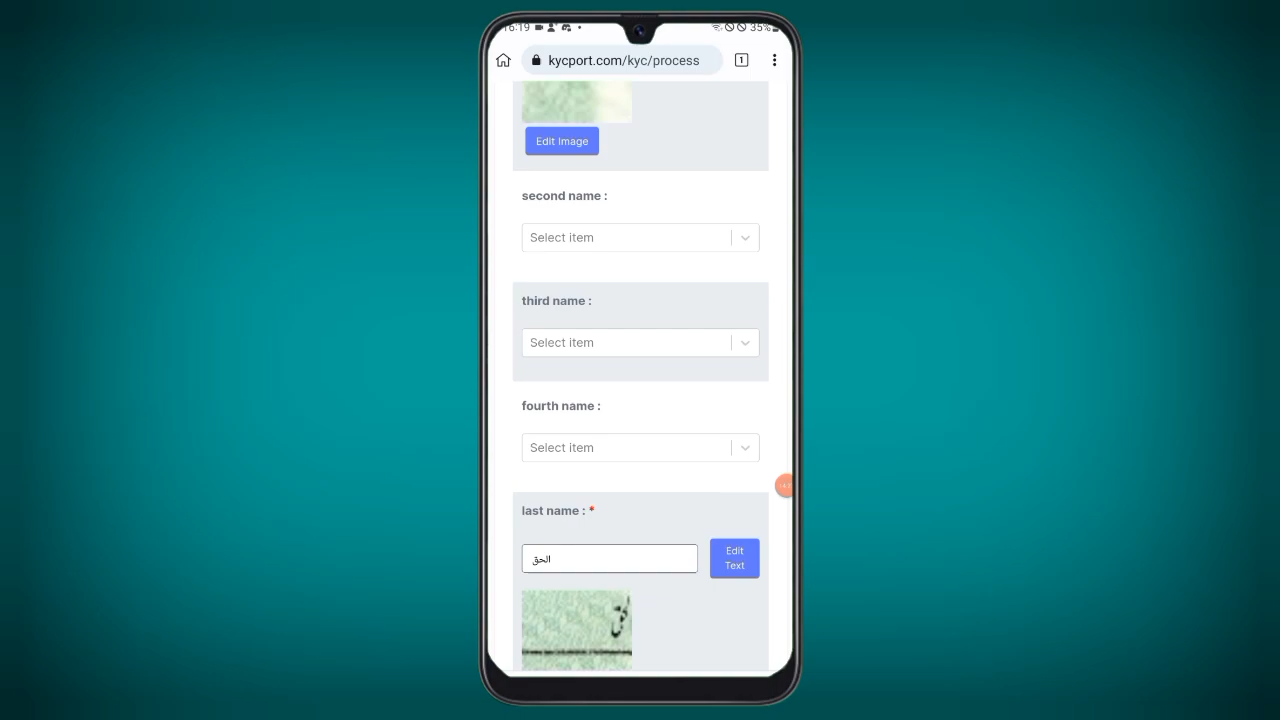 16:19 35%
kycport.com/kyc/process 1
Edit Image
second name :
Select item
third name :
Select item
fourth name :
Select item
last name : *
الحق
Edit
Text